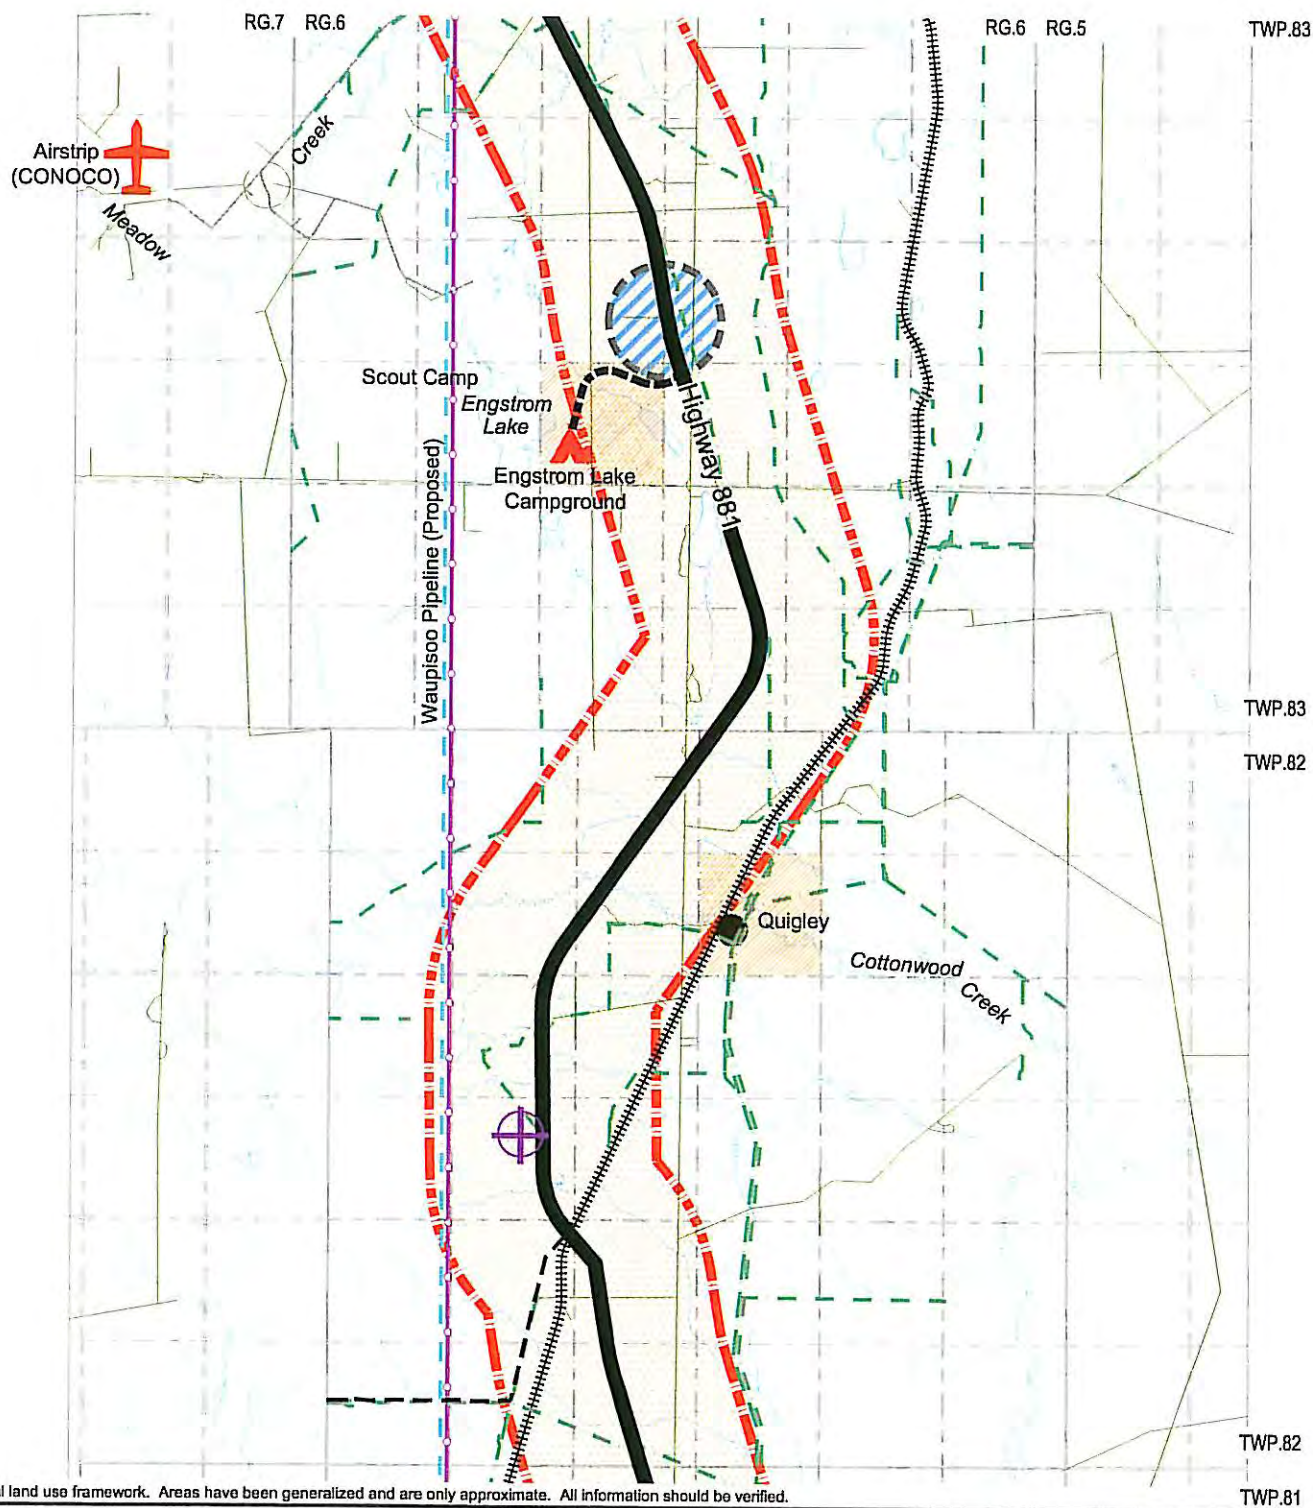 RG.7 RG.6
RG.6 RG.5
TWP.83
Airstrip
(CONOCO)
Creek
Meadow
Scout Camp
Engstrom
Lake
Engstrom Lake
Campground
Highway 881
Waupisoo Pipeline (Proposed)
TWP.83
TWP.82
Quigley
Cottonwood
Creek
TWP.82
land use framework. Areas have been generalized and are only approximate. All information should be verified.
TWP.81